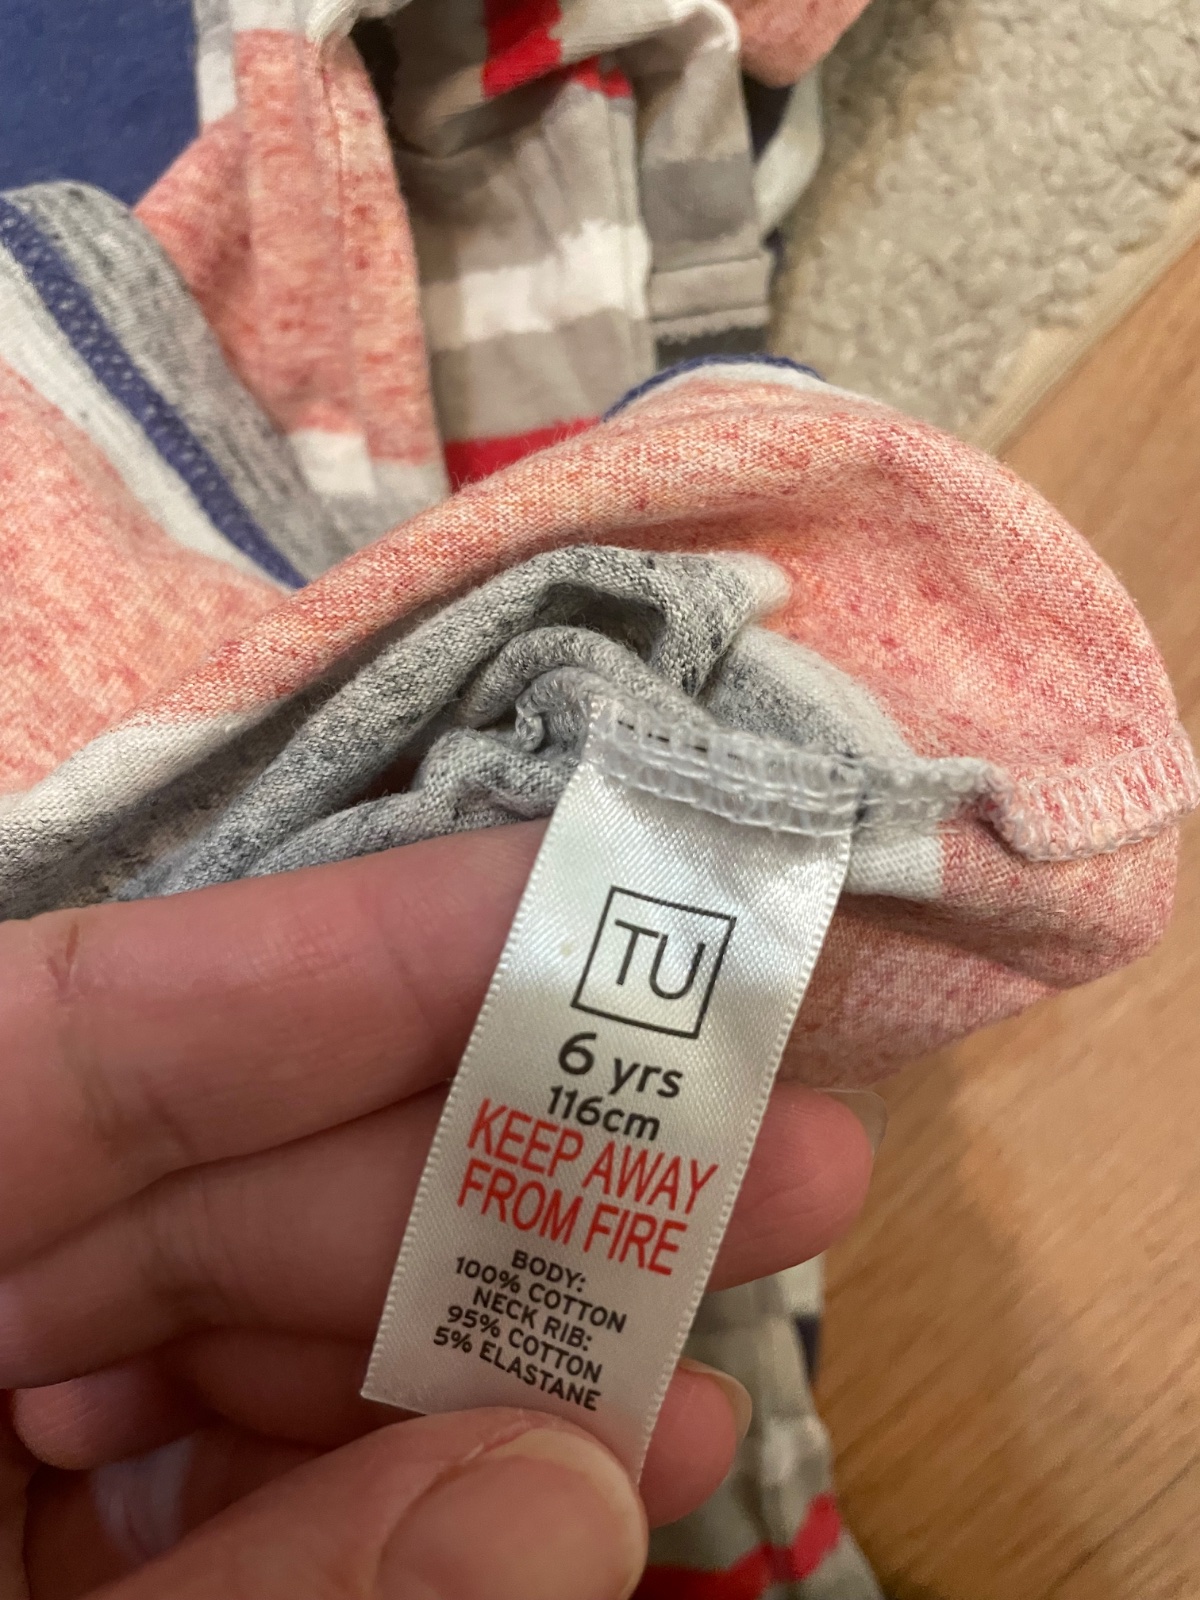 TU
6 yrs
116cm
KEEP AWAY
FROM FIRE
BODY:
100% COTTON
NECK RIB:
95% COTTON
5% ELASTANE